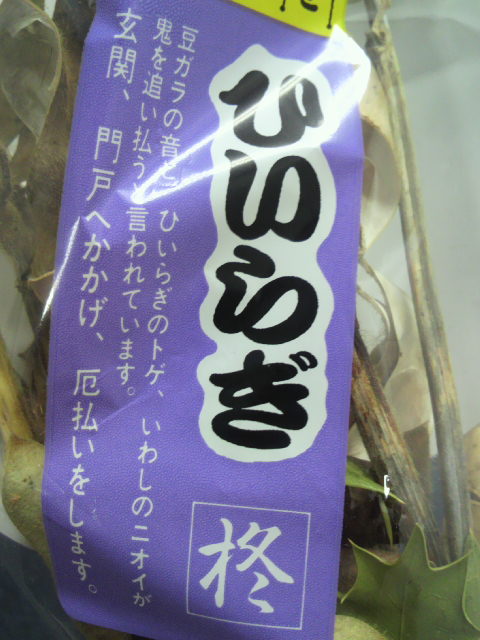 ひいらぎ
柊
豆ガラの音と、ひいらぎのトゲ、いわしのニオイが
鬼を追い払うと言われています。
玄関、門戸へかかげ、厄払いをします。